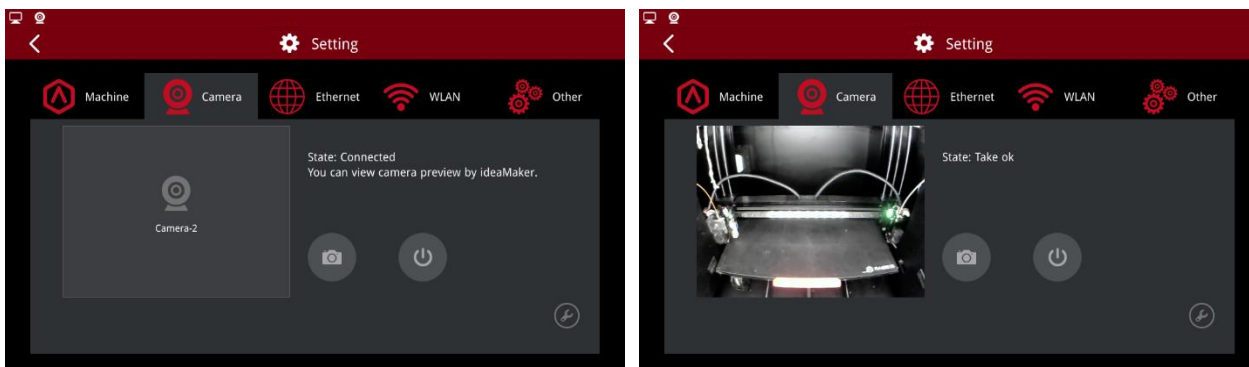 Setting
Machine
Camera
Ethernet
WLAN
Other
State: Connected
You can view camera preview by ideaMaker.
Camera-2
Setting
Machine
Camera
Ethernet
WLAN
Other
State: Take ok